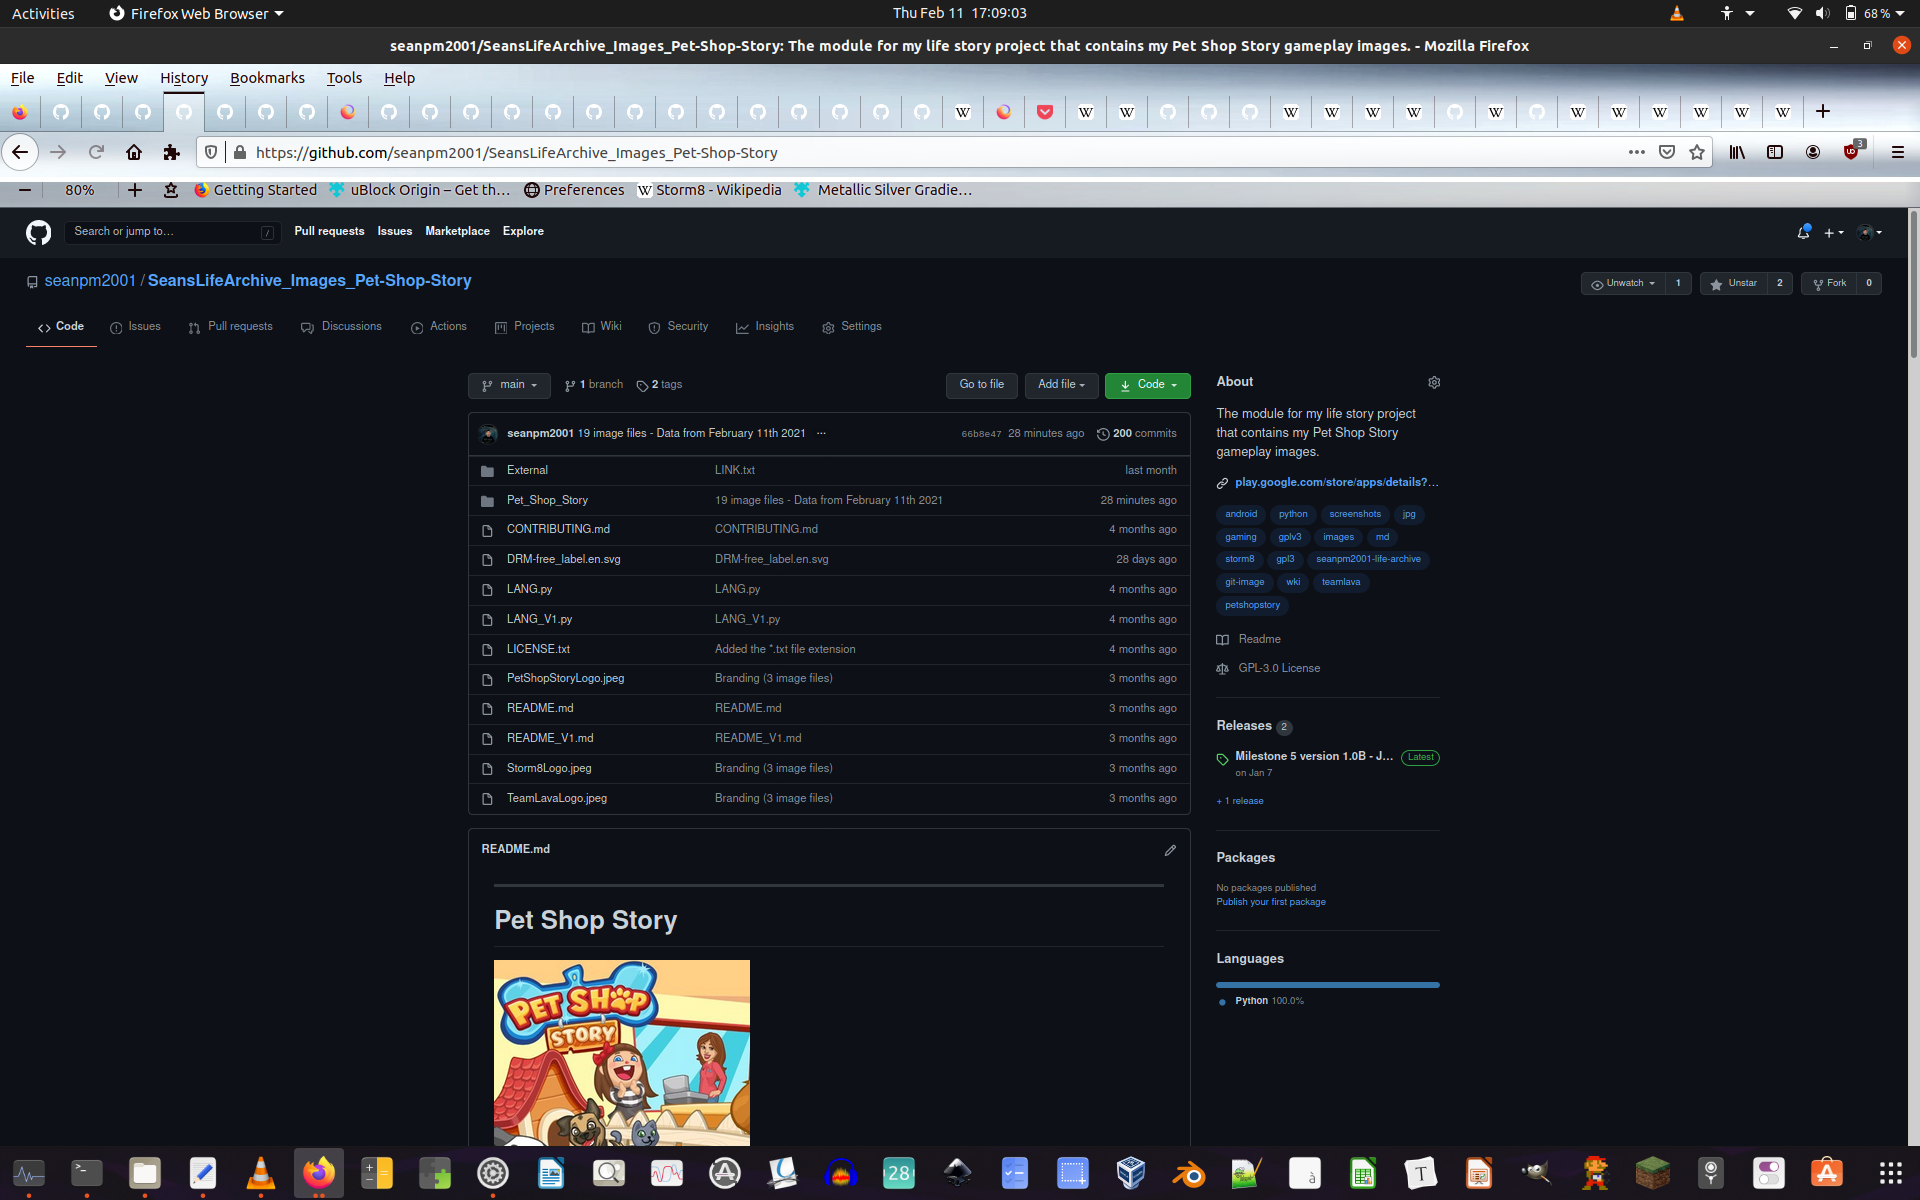 Activities Firefox Web Browser Thu Feb 11 17:09:03 68 %
seanpm2001/SeansLifeArchive_Images_Pet-Shop-Story: The module for my life story project that contains my Pet Shop Story gameplay images. - Mozilla Firefox
File Edit View History Bookmarks Tools Help
https://github.com/seanpm2001/SeansLifeArchive_Images_Pet-Shop-Story 3
80% Getting Started uBlock Origin – Get th… Preferences Storm8 - Wikipedia Metallic Silver Gradie…
Search or jump to… / Pull requests Issues Marketplace Explore
seanpm2001 / SeansLifeArchive_Images_Pet-Shop-Story Unwatch 1 Unstar 2 Fork 0
Code Issues Pull requests Discussions Actions Projects Wiki Security Insights Settings
main 1 branch 2 tags Go to file Add file Code
seanpm2001 19 image files - Data from February 11th 2021 ... 66b8e47 28 minutes ago 200 commits
External LINK.txt last month
Pet_Shop_Story 19 image files - Data from February 11th 2021 28 minutes ago
CONTRIBUTING.md CONTRIBUTING.md 4 months ago
DRM-free_label.en.svg DRM-free_label.en.svg 28 days ago
LANG.py LANG.py 4 months ago
LANG_V1.py LANG_V1.py 4 months ago
LICENSE.txt Added the *.txt file extension 4 months ago
PetShopStoryLogo.jpeg Branding (3 image files) 3 months ago
README.md README.md 3 months ago
README_V1.md README_V1.md 3 months ago
Storm8Logo.jpeg Branding (3 image files) 3 months ago
TeamLavaLogo.jpeg Branding (3 image files) 3 months ago
README.md
Pet Shop Story
PET SHOP
STORY
About
The module for my life story project
that contains my Pet Shop Story
gameplay images.
play.google.com/store/apps/details?…
android python screenshots jpg
gaming gplv3 images md
storm8 gpl3 seanpm2001-life-archive
git-image wki teamlava
petshopstory
Readme
GPL-3.0 License
Releases 2
Milestone 5 version 1.0B - J… Latest
on Jan 7
+ 1 release
Packages
No packages published
Publish your first package
Languages
Python 100.0%
28